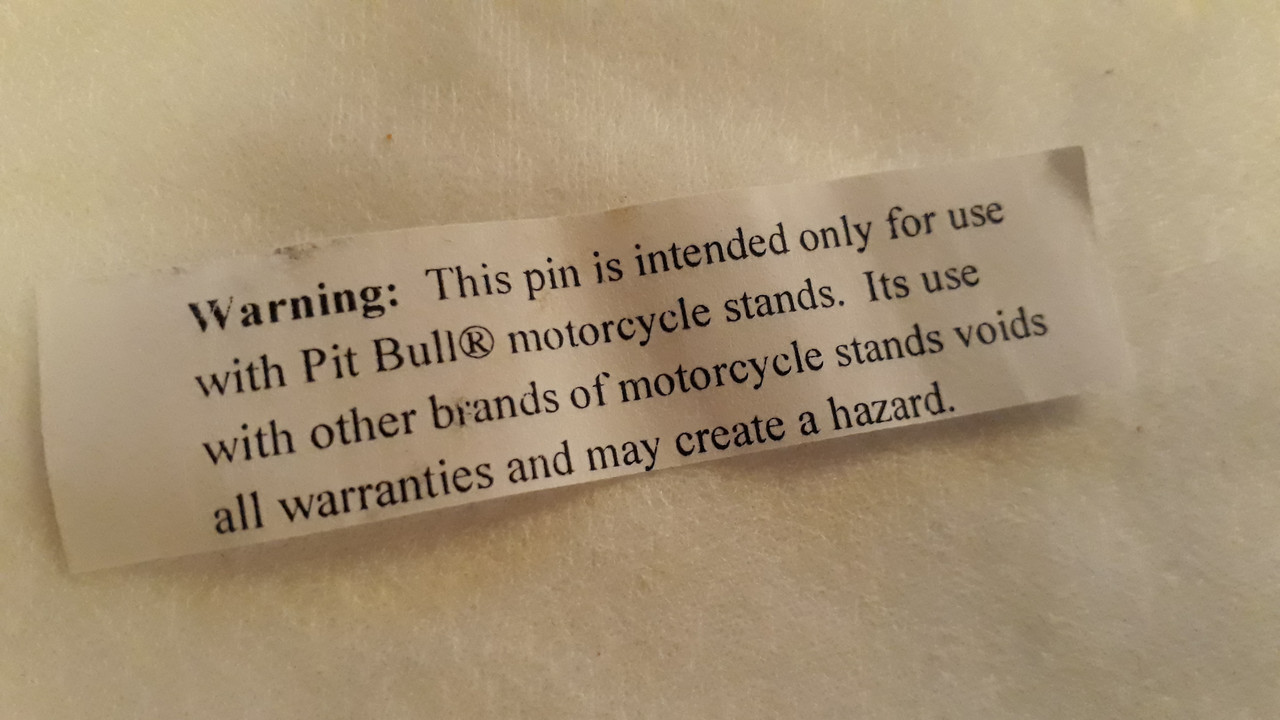 Warning: This pin is intended only for use
with Pit Bull® motorcycle stands. Its use
with other brands of motorcycle stands voids
all warranties and may create a hazard.